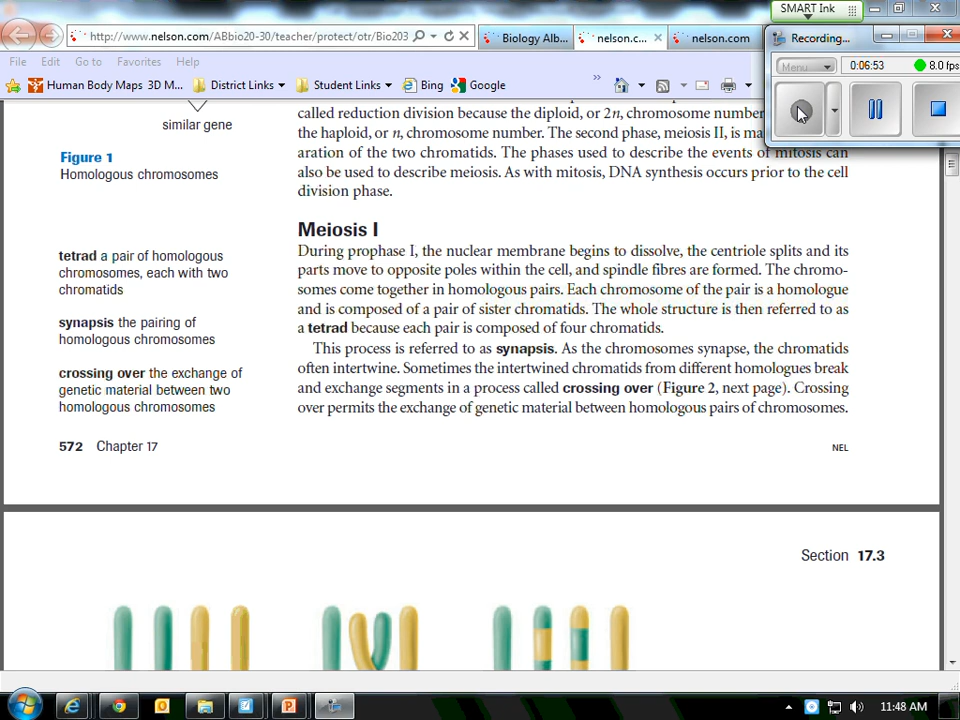 SMART Ink
http://www.nelson.com/ABbio20-30/teacher/protect/otr/Bio203
Biology Alb...
nelson.c...
nelson.com
Recording...
File Edit Go to Favorites Help
Menu
0:06:53
8.0 fps
Human Body Maps 3D M...
District Links
Student Links
Bing
Google
similar gene
Figure 1
Homologous chromosomes
tetrad a pair of homologous
chromosomes, each with two
chromatids
synapsis the pairing of
homologous chromosomes
crossing over the exchange of
genetic material between two
homologous chromosomes
572 Chapter 17
called reduction division because the diploid, or 2n, chromosome number
the haploid, or n, chromosome number. The second phase, meiosis II, is ma
aration of the two chromatids. The phases used to describe the events of mitosis can
also be used to describe meiosis. As with mitosis, DNA synthesis occurs prior to the cell
division phase.
Meiosis I
During prophase I, the nuclear membrane begins to dissolve, the centriole splits and its
parts move to opposite poles within the cell, and spindle fibres are formed. The chromo-
somes come together in homologous pairs. Each chromosome of the pair is a homologue
and is composed of a pair of sister chromatids. The whole structure is then referred to as
a tetrad because each pair is composed of four chromatids.
This process is referred to as synapsis. As the chromosomes synapse, the chromatids
often intertwine. Sometimes the intertwined chromatids from different homologues break
and exchange segments in a process called crossing over (Figure 2, next page). Crossing
over permits the exchange of genetic material between homologous pairs of chromosomes.
NEL
Section 17.3
11:48 AM